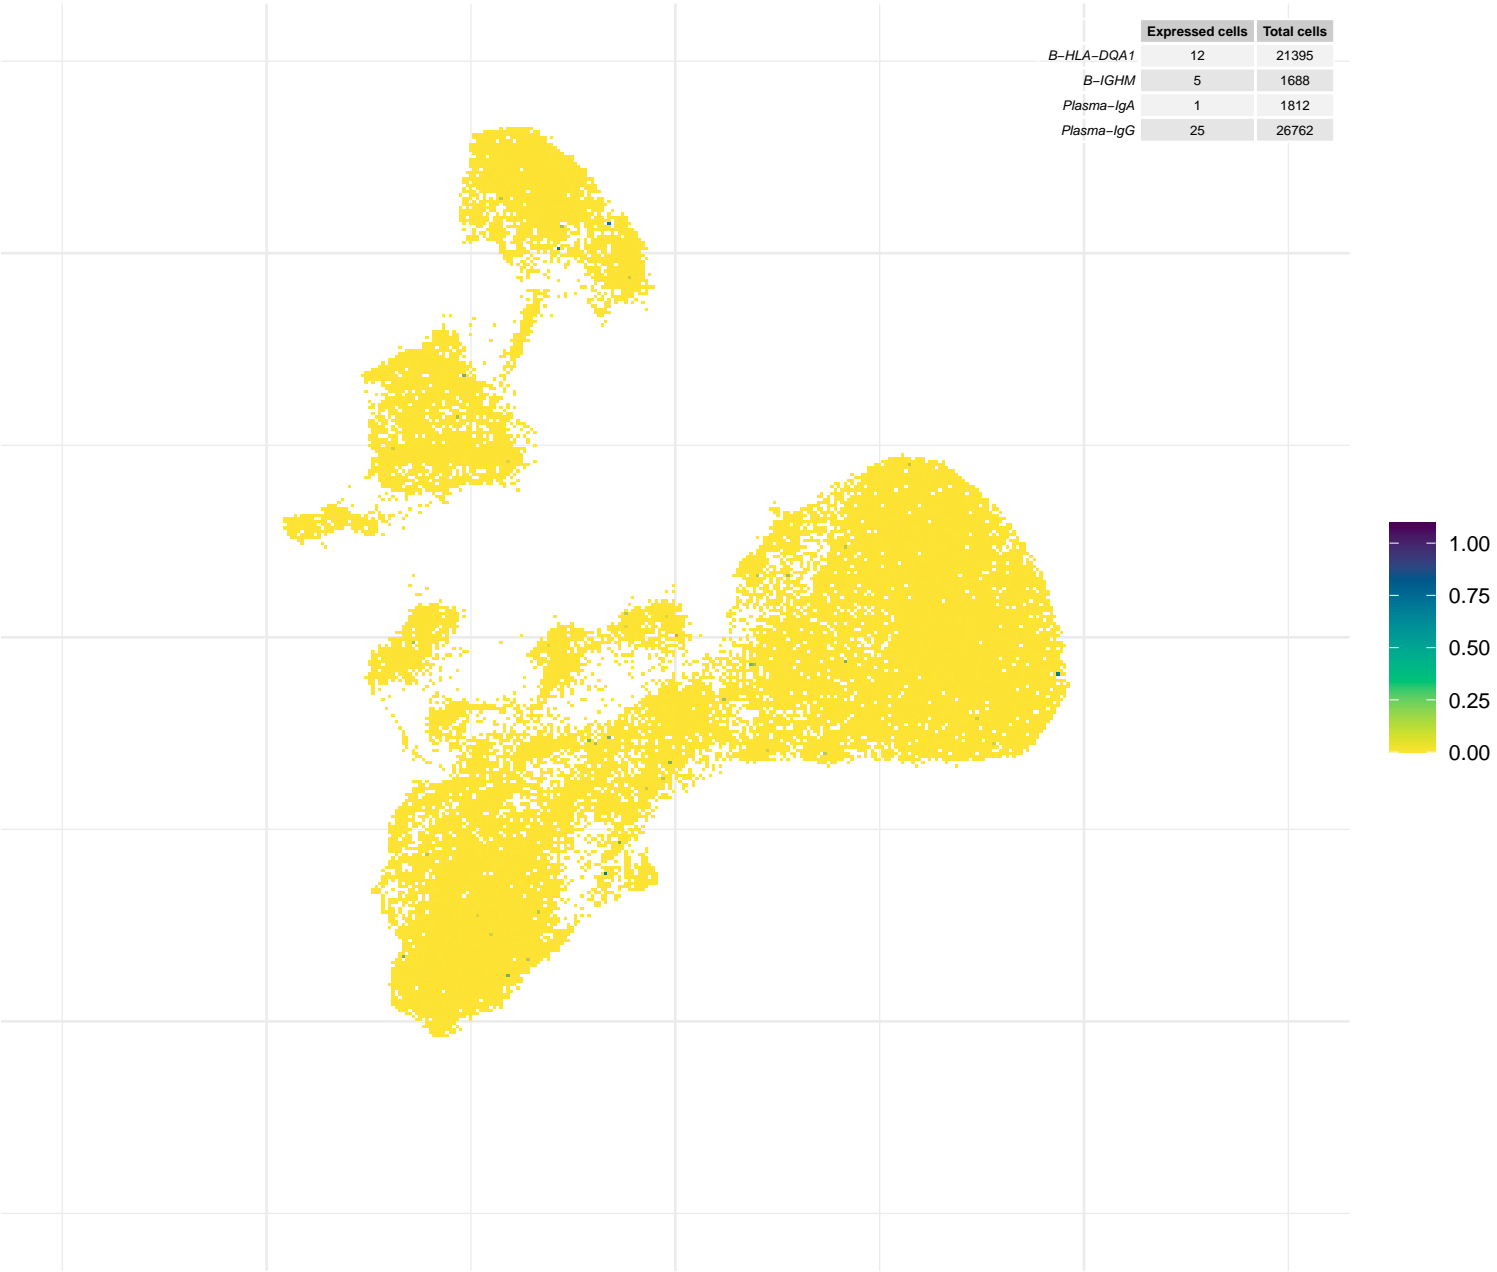 Expressed cells Total cells
B−HLA−DQA1 12 21395
B−IGHM 5 1688
Plasma−IgA 1 1812
Plasma−IgG 25 26762
1.00
0.75
0.50
0.25
0.00